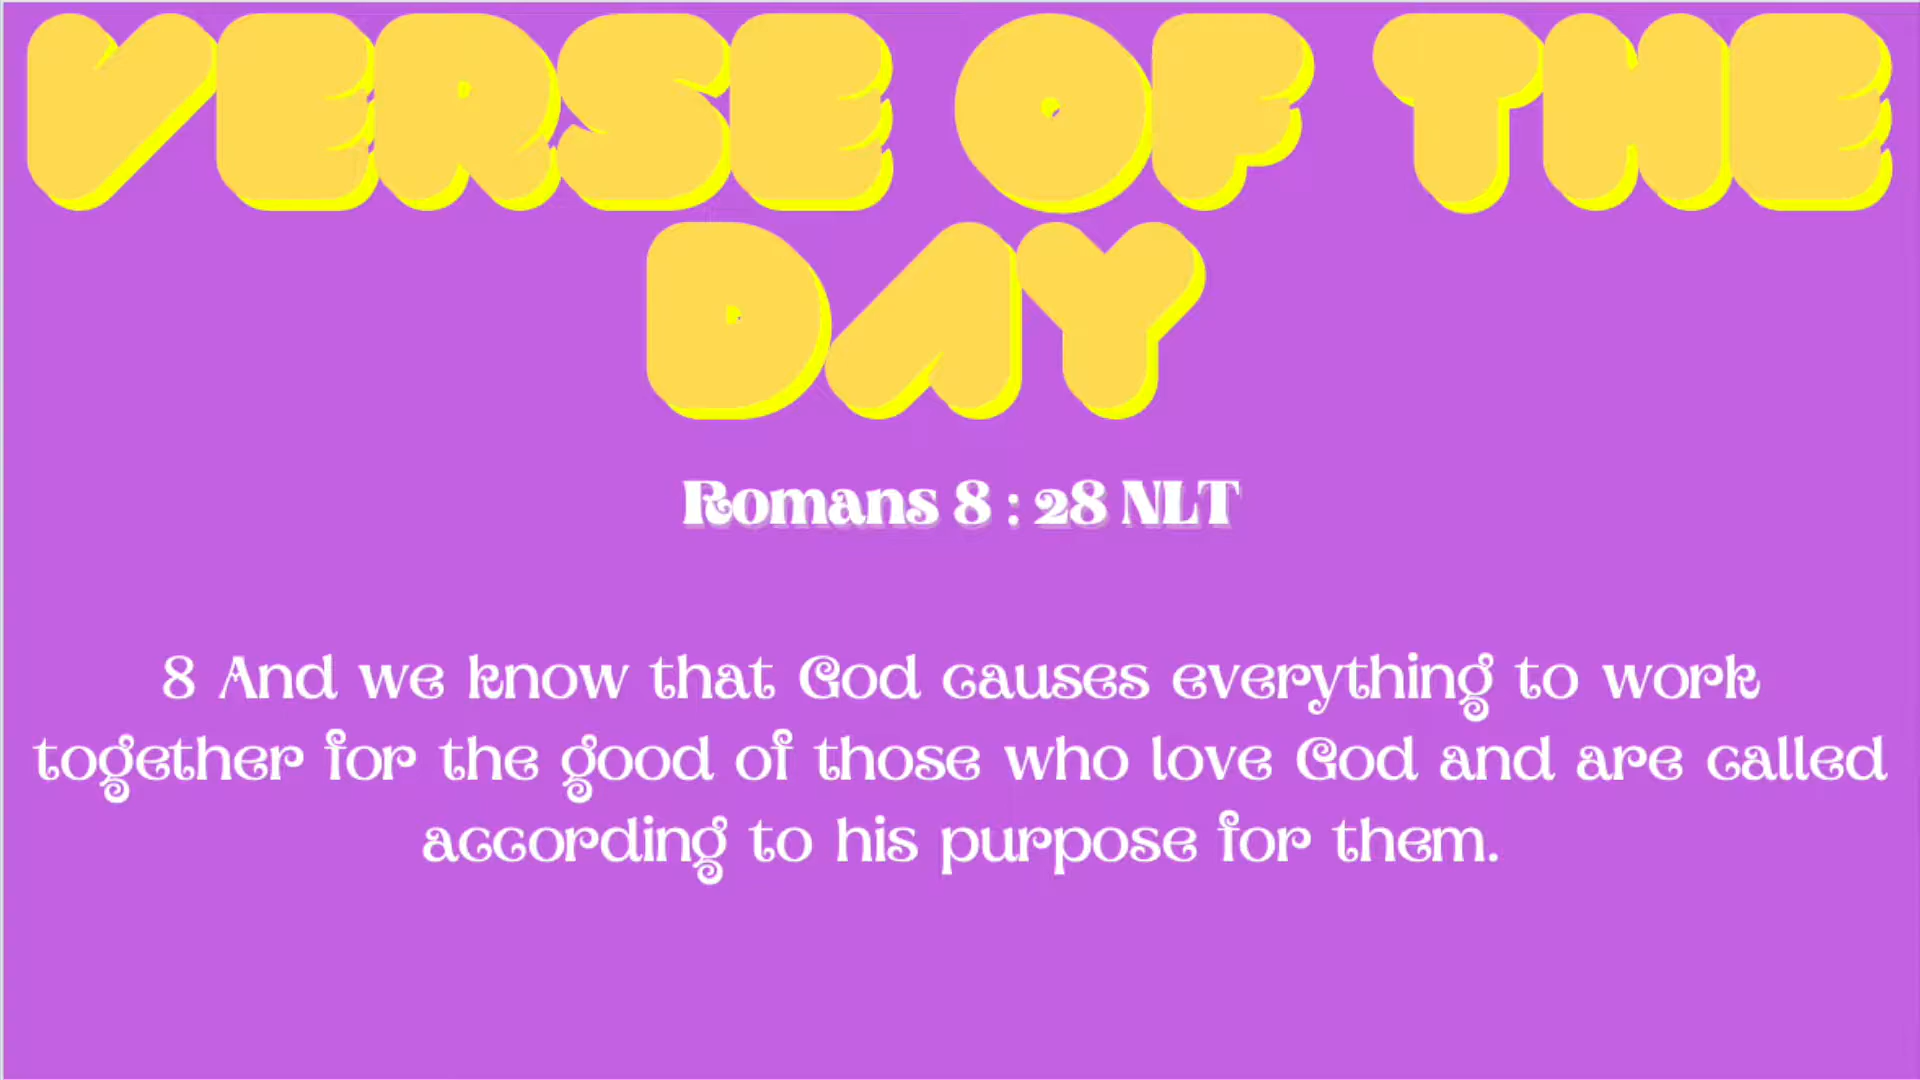 VERSE OF THE
DAY
Romans 8 : 28 NLT
8 And we know that God causes everything to work
together for the good of those who love God and are called
according to his purpose for them.